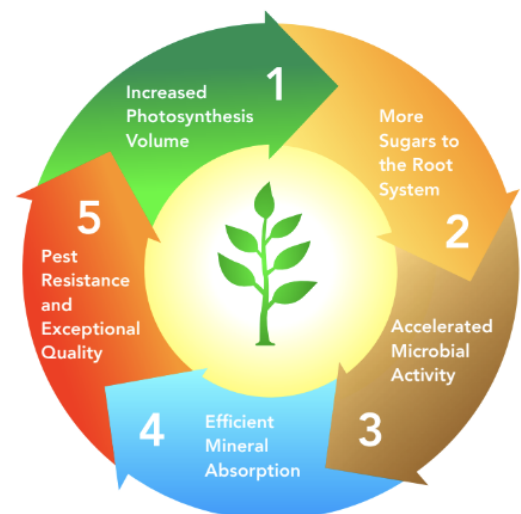 1
Increased
Photosynthesis
Volume
2
More
Sugars to
the Root
System
3
Accelerated
Microbial
Activity
4
Efficient
Mineral
Absorption
5
Pest
Resistance
and
Exceptional
Quality